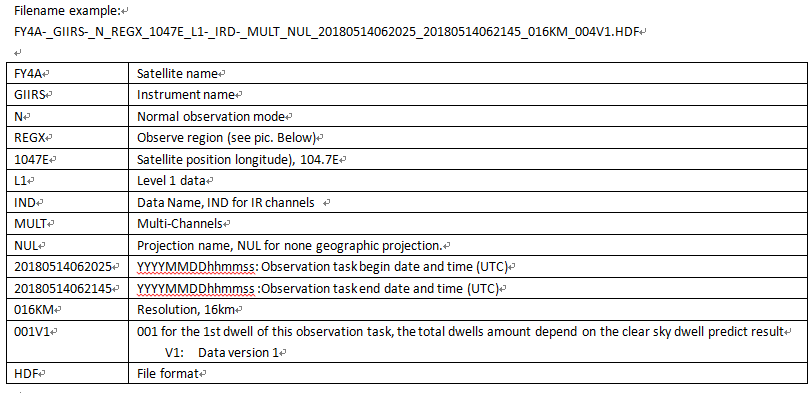 Filename example:
FY4A-_GIIRS-_N_REGX_1047E_L1-_IRD-_MULT_NUL_20180514062025_20180514062145_016KM_004V1.HDF
FY4A Satellite name
GIIRS Instrument name
N Normal observation mode
REGX Observe region (see pic. Below)
1047E Satellite position longitude), 104.7E
L1 Level 1 data
IND Data Name, IND for IR channels
MULT Multi-Channels
NUL Projection name, NUL for none geographic projection.
20180514062025 YYYYMMDDhhmmss: Observation task begin date and time (UTC)
20180514062145 YYYYMMDDhhmmss :Observation task end date and time (UTC)
016KM Resolution, 16km
001V1 001 for the 1st dwell of this observation task, the total dwells amount depend on the clear sky dwell predict result
V1: Data version 1
HDF File format